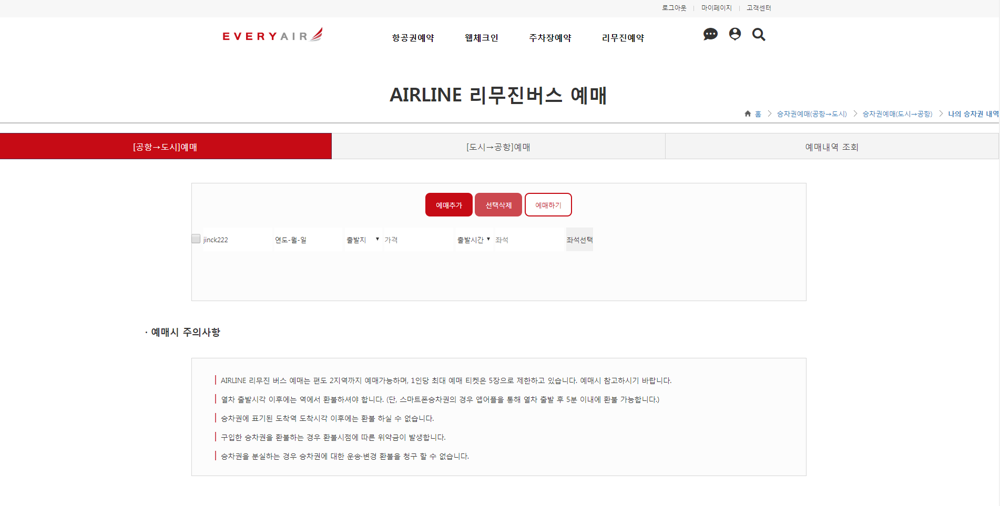 로그아웃 마이페이지 고객센터
EVERYAIR 항공권예약 웹체크인 주차장예약 리무진예약
AIRLINE 리무진버스 예매
홈 승차권예매(공항→도시) 승차권예매(도시→공항) 나의 승차권 내역
[공항→도시]예매 [도시→공항]예매 예매내역 조회
예매추가 선택삭제 예매하기
jinck222 연도-월-일 출발지 가격 출발시간 좌석 좌석선택
· 예매시 주의사항
AIRLINE 리무진 버스 예매는 편도 2지역까지 예매가능하며, 1인당 최대 예매 티켓은 5장으로 제한하고 있습니다. 예매시 참고하시기 바랍니다.
열차 출발시각 이후에는 역에서 환불하셔야 합니다. (단, 스마트폰승차권의 경우 앱어플을 통해 열차 출발 후 5분 이내에 환불 가능합니다.)
승차권에 표기된 도착역 도착시각 이후에는 환불 하실 수 없습니다.
구입한 승차권을 환불하는 경우 환불시점에 따른 위약금이 발생합니다.
승차권을 분실하는 경우 승차권에 대한 운송·변경 환불을 청구 할 수 없습니다.